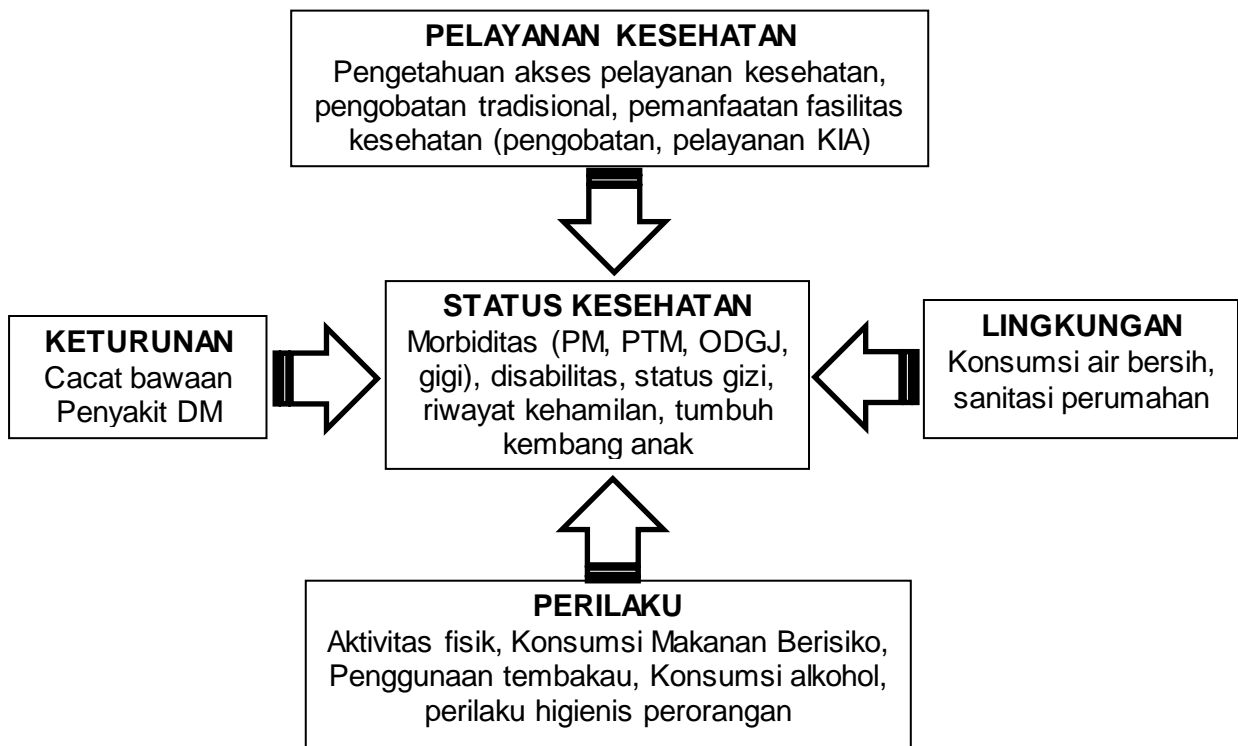 PELAYANAN KESEHATAN
Pengetahuan akses pelayanan kesehatan,
pengobatan tradisional, pemanfaatan fasilitas
kesehatan (pengobatan, pelayanan KIA)
KETURUNAN
Cacat bawaan
Penyakit DM
STATUS KESEHATAN
Morbiditas (PM, PTM, ODGJ,
gigi), disabilitas, status gizi,
riwayat kehamilan, tumbuh
kembang anak
LINGKUNGAN
Konsumsi air bersih,
sanitasi perumahan
PERILAKU
Aktivitas fisik, Konsumsi Makanan Berisiko,
Penggunaan tembakau, Konsumsi alkohol,
perilaku higienis perorangan